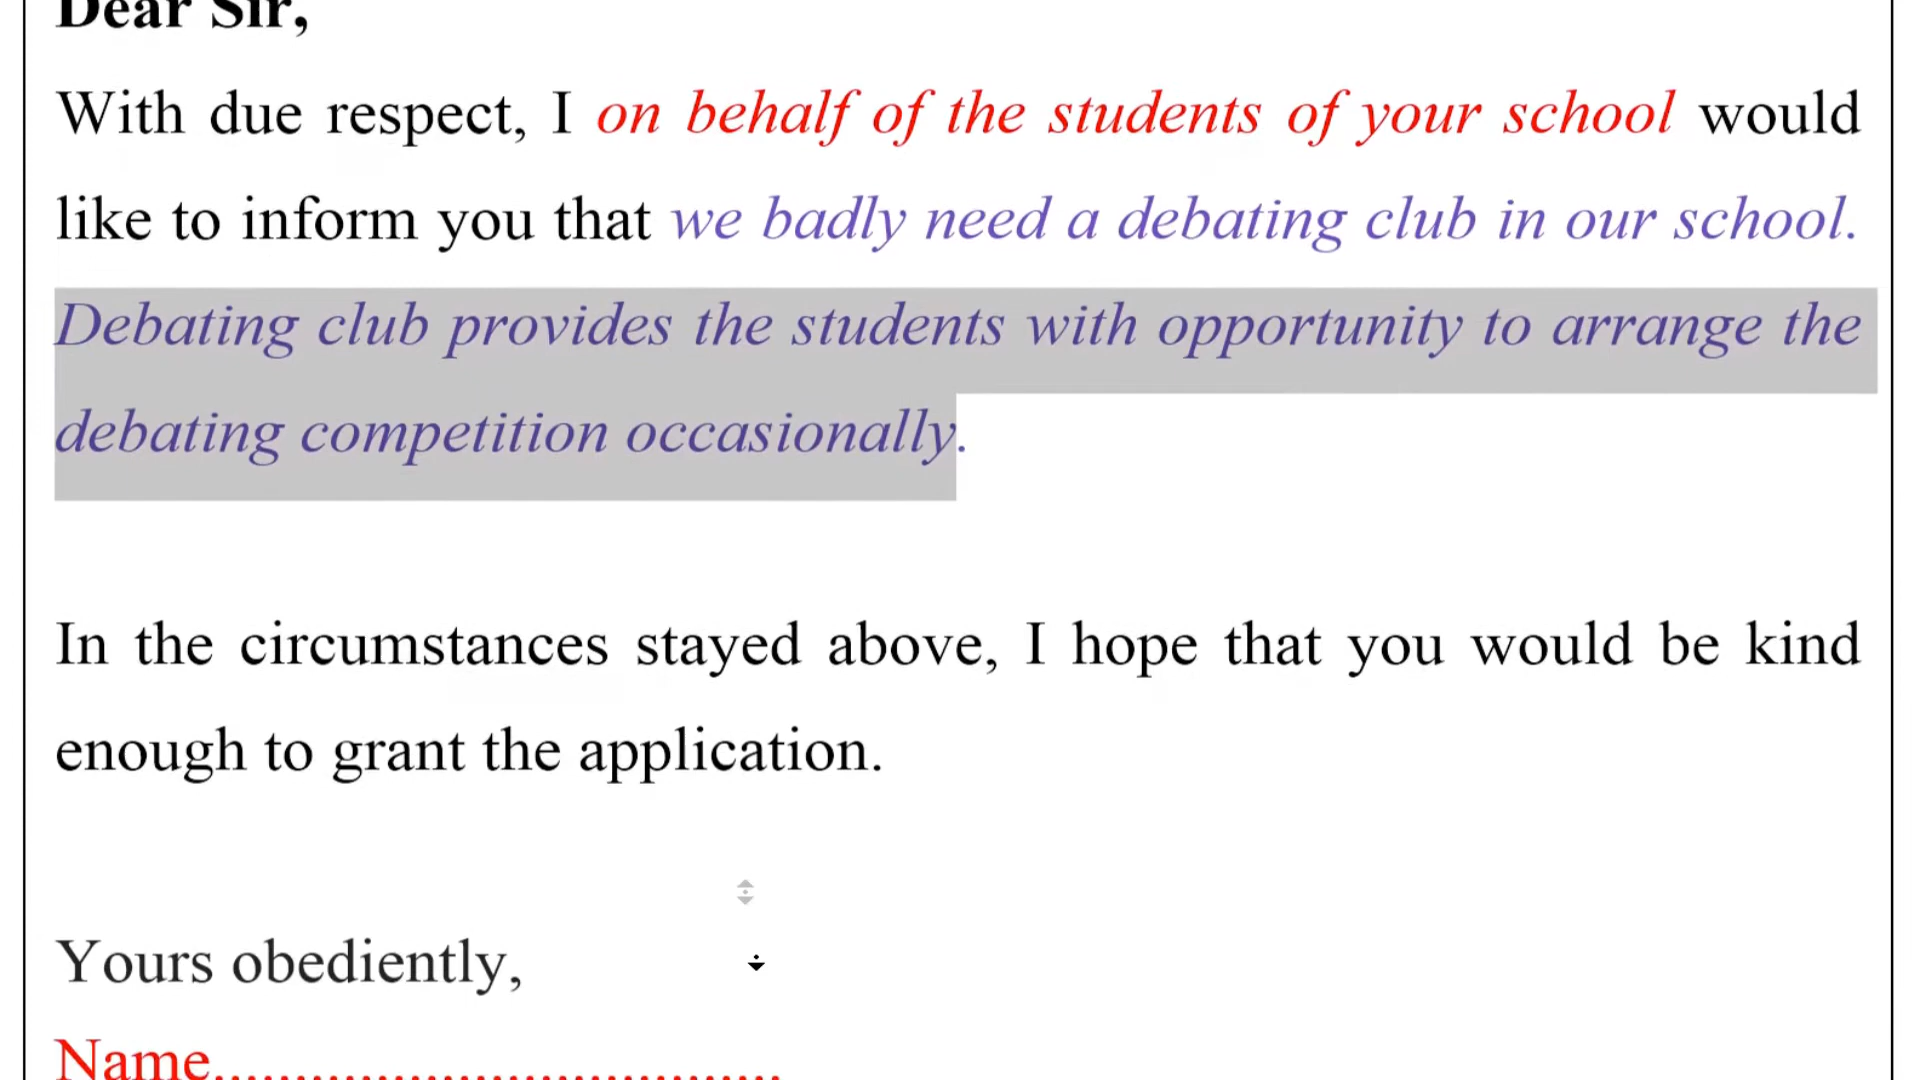 Dear Sir,
With due respect, I on behalf of the students of your school would
like to inform you that we badly need a debating club in our school.
Debating club provides the students with opportunity to arrange the
debating competition occasionally.
In the circumstances stayed above, I hope that you would be kind
enough to grant the application.
Yours obediently,
Name...................................